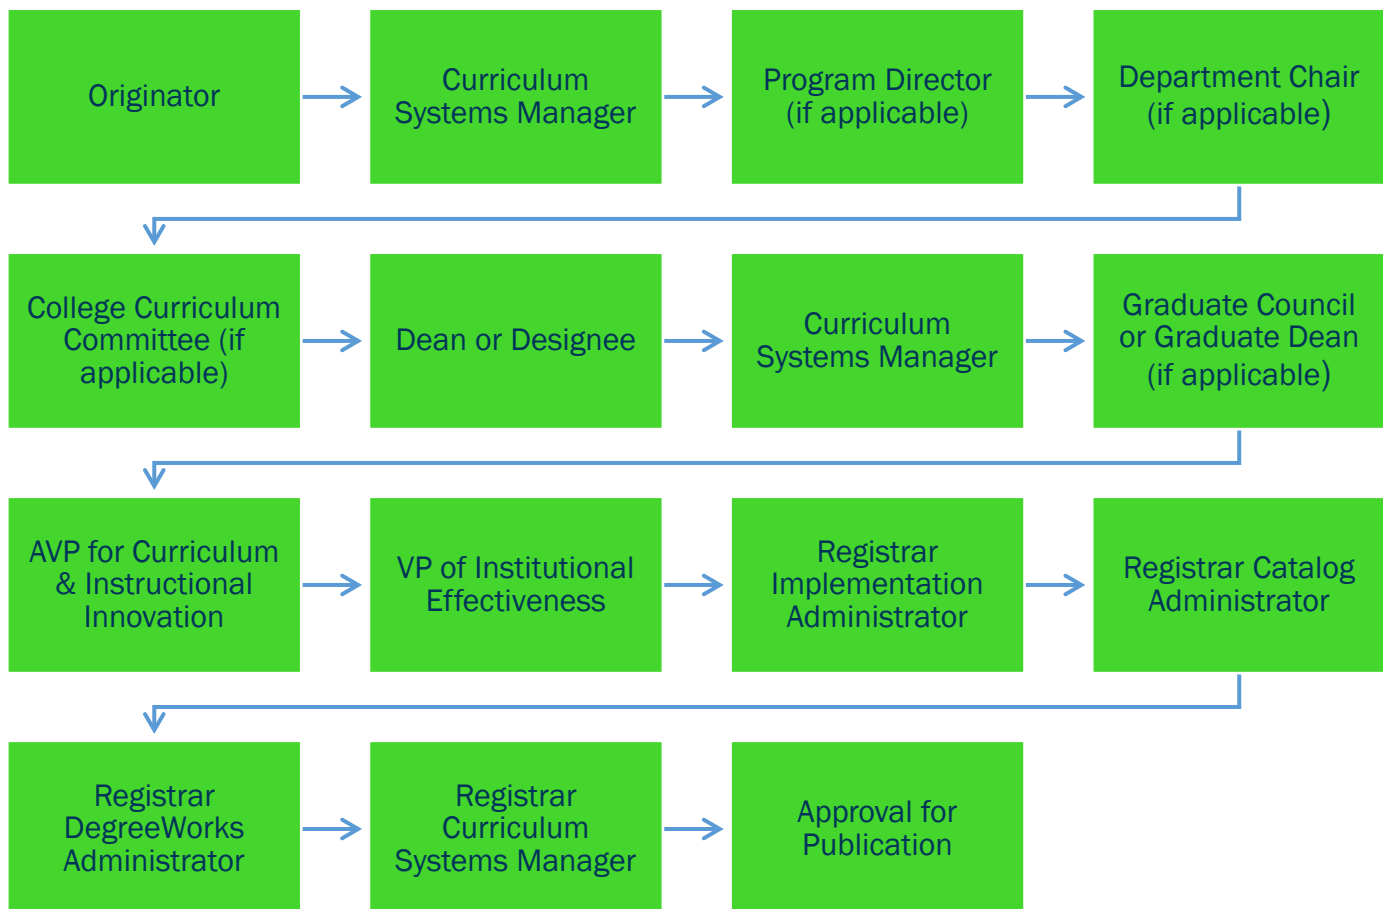 Originator
Curriculum
Systems Manager
Program Director
(if applicable)
Department Chair
(if applicable)
College Curriculum
Committee (if
applicable)
Dean or Designee
Curriculum
Systems Manager
Graduate Council
or Graduate Dean
(if applicable)
AVP for Curriculum
& Instructional
Innovation
VP of Institutional
Effectiveness
Registrar
Implementation
Administrator
Registrar Catalog
Administrator
Registrar
DegreeWorks
Administrator
Registrar
Curriculum
Systems Manager
Approval for
Publication